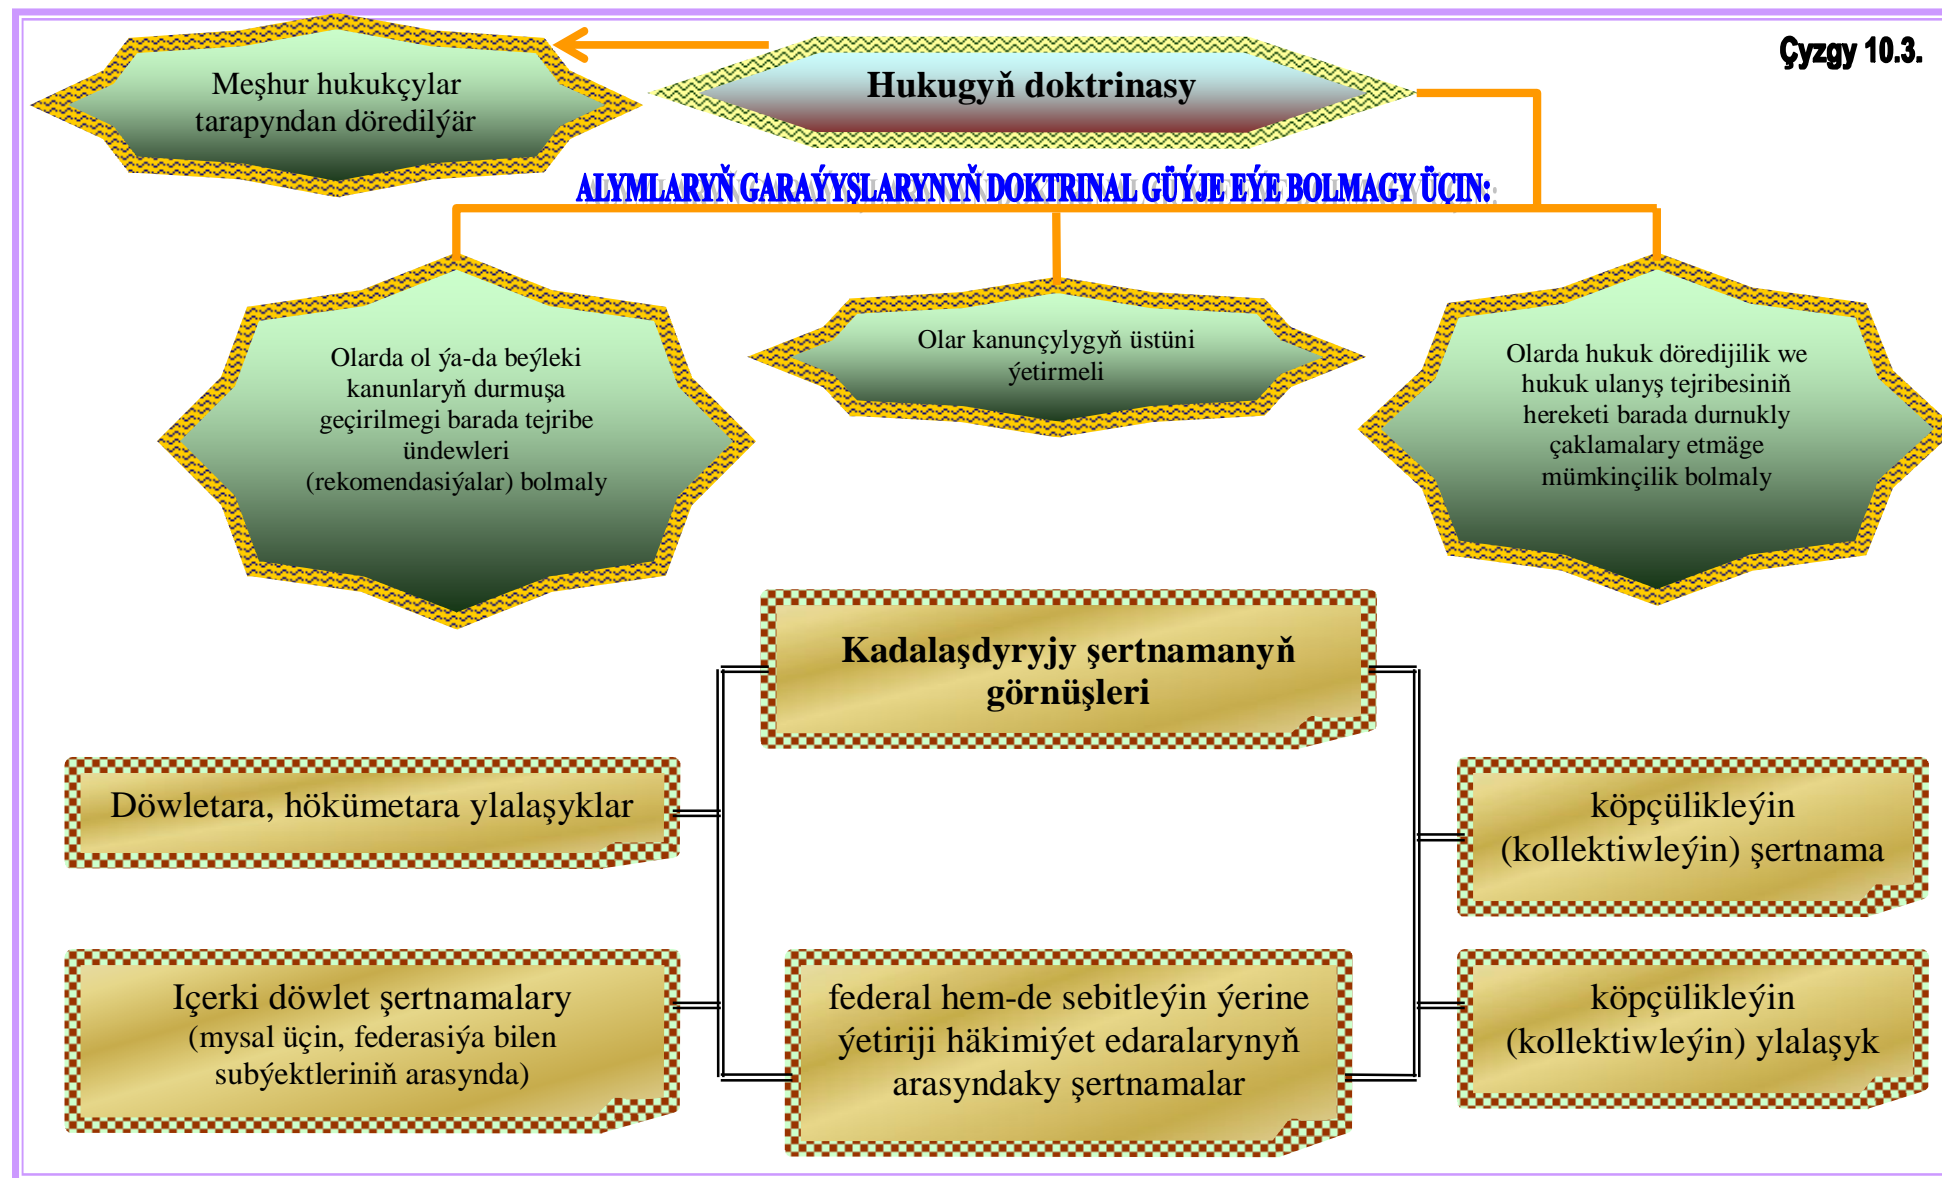 Çyzgy 10.3.
Meşhur hukukçylar
tarapyndan döredilýär
Hukugyň doktrinasy
ALYMLARYŇ GARAÝYŞLARYNYŇ DOKTRINAL GÜÝJE EÝE BOLMAGY ÜÇIN:
Olarda ol ýa-da beýleki
kanunlaryň durmuşa
geçirilmegi barada tejribe
ündewleri
(rekomendasiýalar) bolmaly
Olar kanunçylygyň üstüni
ýetirmeli
Olarda hukuk döredijilik we
hukuk ulanyş tejribesiniň
hereketi barada durnukly
çaklamalary etmäge
mümkinçilik bolmaly
Kadalaşdyryjy şertnamanyň
görnüşleri
Döwletara, hökümetara ylalaşyklar
köpçülikleýin
(kollektiwleýin) şertnama
Içerki döwlet şertnamalary
(mysal üçin, federasiýa bilen
subýektleriniň arasynda)
federal hem-de sebitleýin ýerine
ýetiriji häkimiýet edaralarynyň
arasyndaky şertnamalar
köpçülikleýin
(kollektiwleýin) ylalaşyk